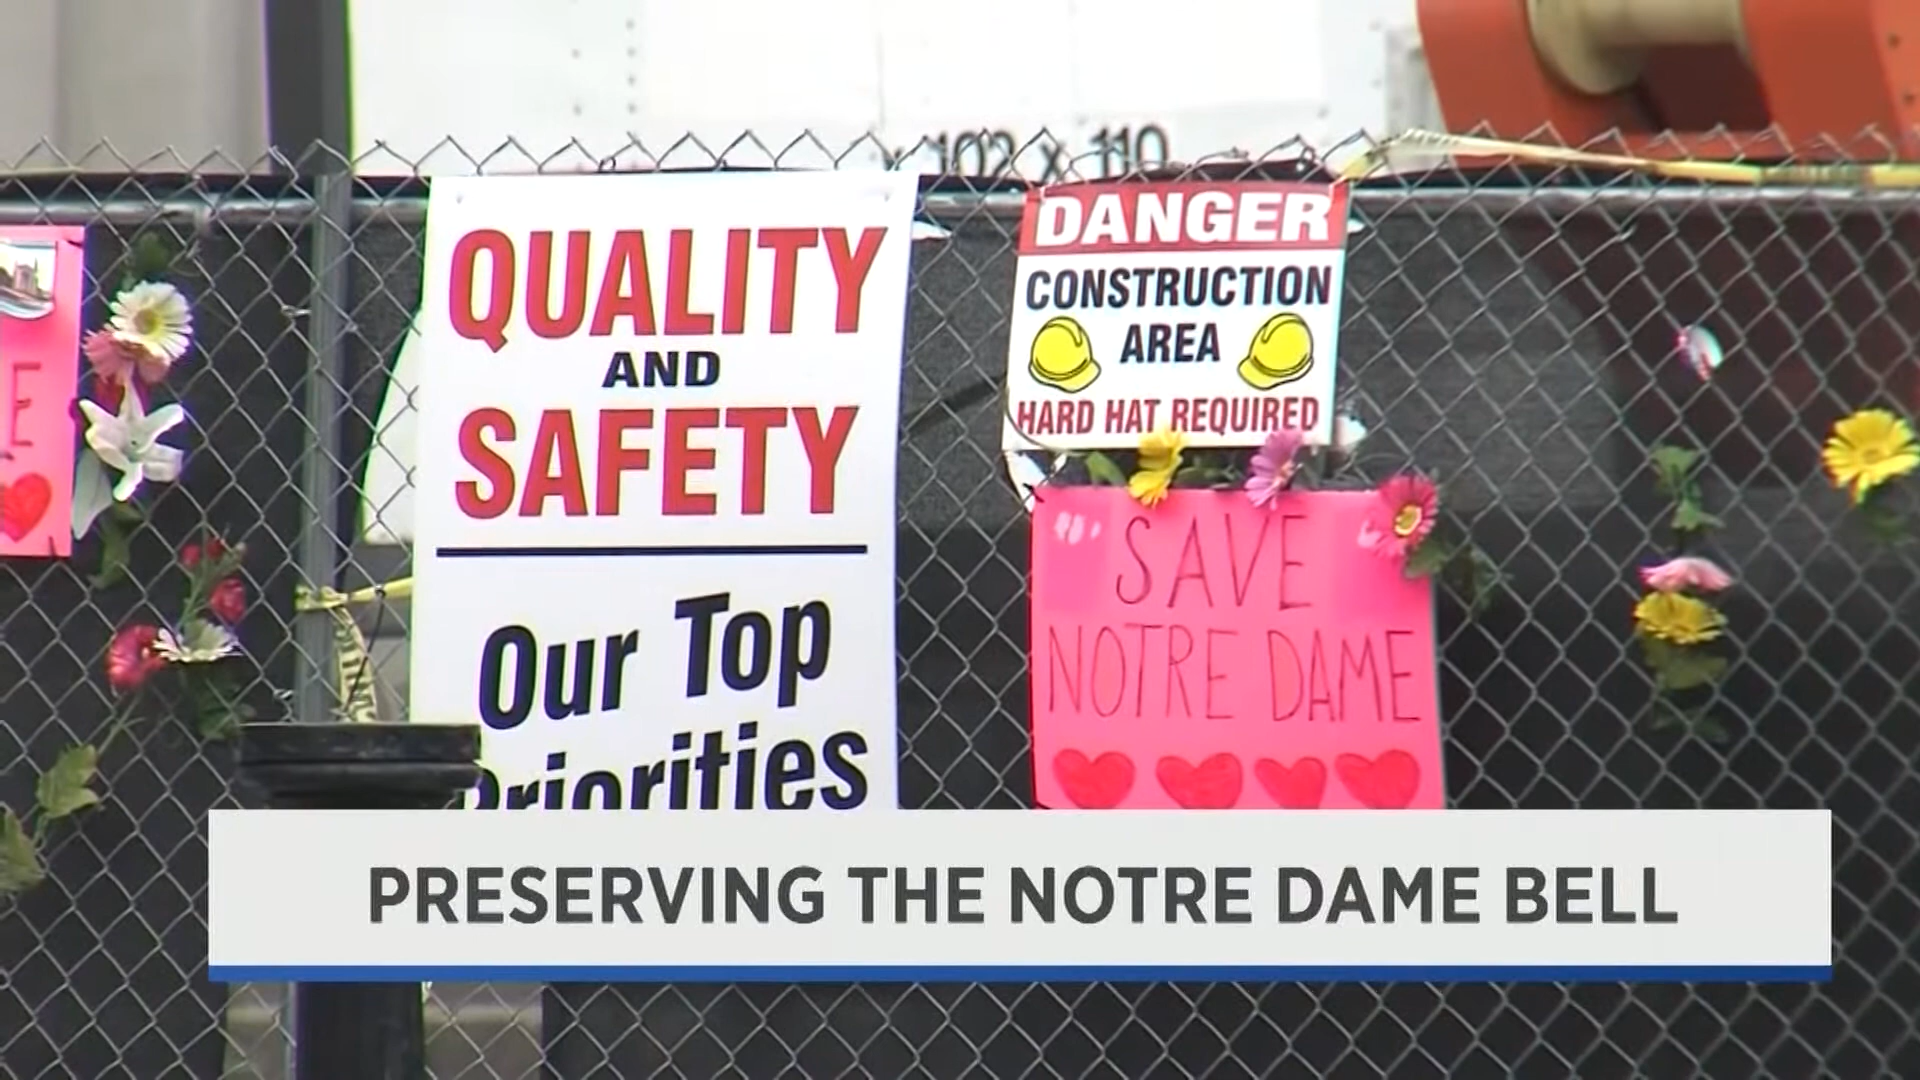 102 x 110
QUALITY
AND
SAFETY
Our Top
Priorities
DANGER
CONSTRUCTION
AREA
HARD HAT REQUIRED
E
SAVE
NOTRE DAME
PRESERVING THE NOTRE DAME BELL